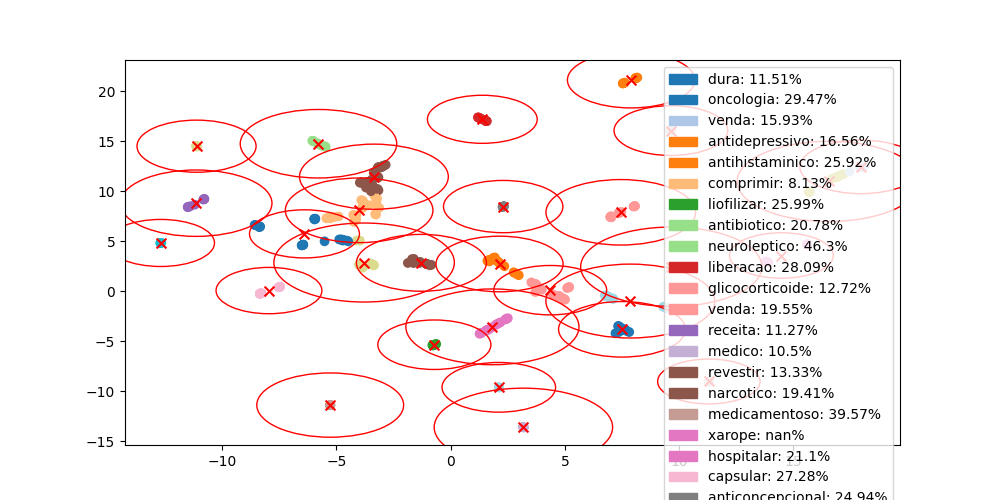 20
15
10
5
0
−5
−10
−15
−10
−5
0
5
10
15
dura: 11.51%
oncologia: 29.47%
venda: 15.93%
antidepressivo: 16.56%
antihistaminico: 25.92%
comprimir: 8.13%
liofilizar: 25.99%
antibiotico: 20.78%
neuroleptico: 46.3%
liberacao: 28.09%
glicocorticoide: 12.72%
venda: 19.55%
receita: 11.27%
medico: 10.5%
revestir: 13.33%
narcotico: 19.41%
medicamentoso: 39.57%
xarope: nan%
hospitalar: 21.1%
capsular: 27.28%
anticoncepcional: 24.94%